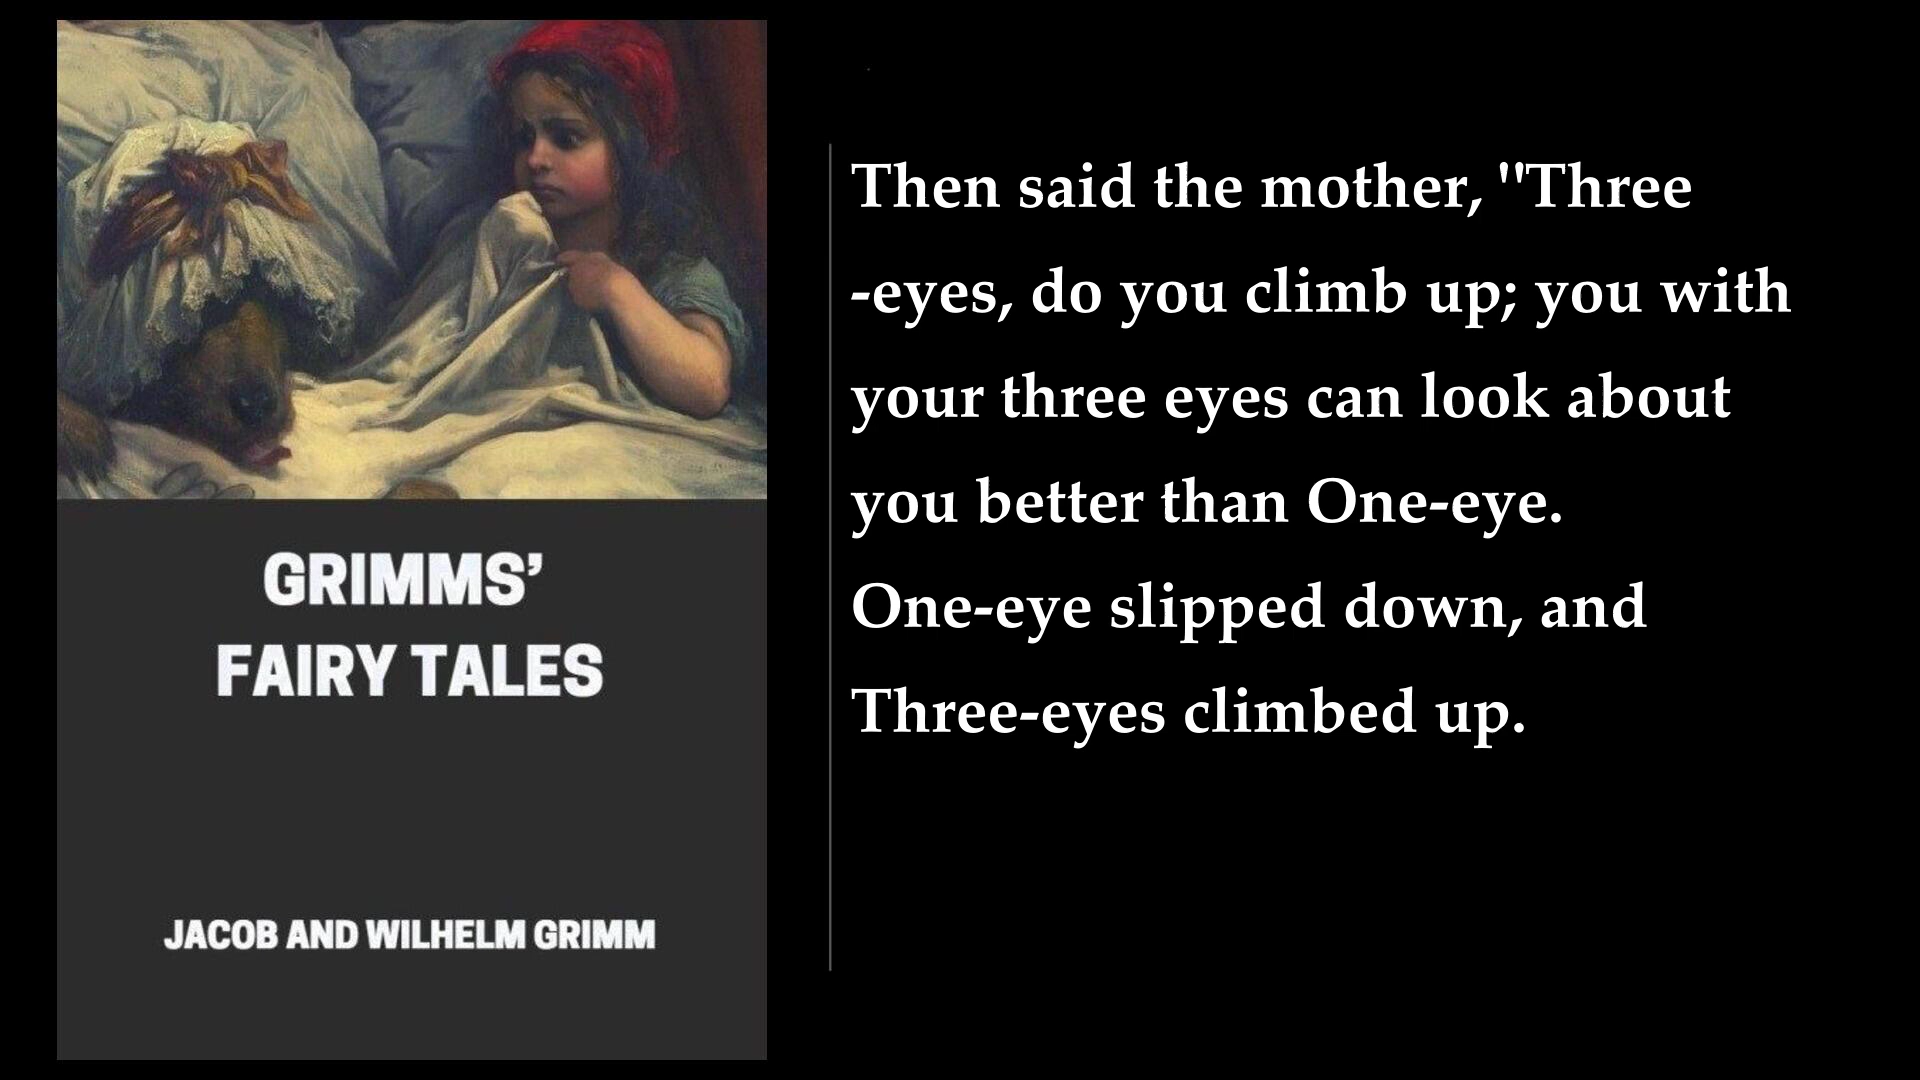 GRIMMS’
FAIRY TALES
JACOB AND WILHELM GRIMM
Then said the mother, "Three
-eyes, do you climb up; you with
your three eyes can look about
you better than One-eye.
One-eye slipped down, and
Three-eyes climbed up.